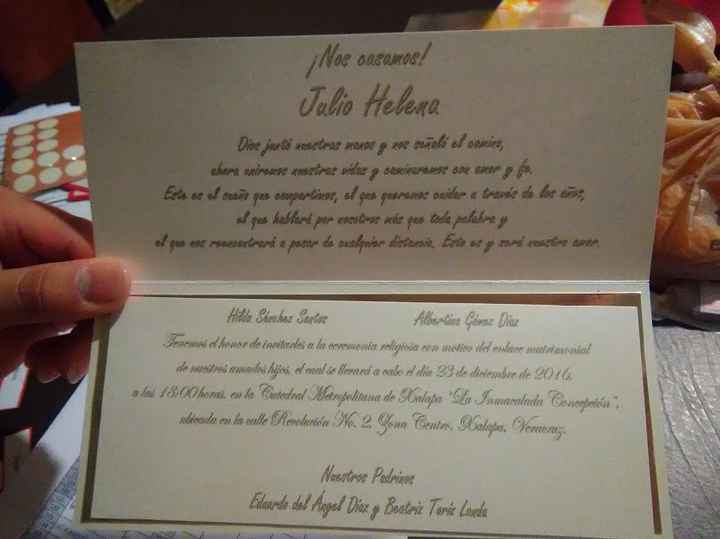 ¡Nos casamos!
Julio Helena
Dios juntó nuestras manos y nos señaló el camino,
ahora uniremos nuestras vidas y caminaremos con amor y fe.
Este es el sueño que compartimos, el que queremos cuidar a través de los años,
el que hablará por nosotros más que toda palabra y
el que nos reencontrará a pesar de cualquier distancia. Este es y será nuestro amor.
Hilda Sánchez Santos Albertina Gómez Díaz
Tenemos el honor de invitarles a la ceremonia religiosa con motivo del enlace matrimonial
de nuestros amados hijos, el cual se llevará a cabo el día 23 de diciembre de 2016,
a las 18:00 horas, en la Catedral Metropolitana de Xalapa "La Inmaculada Concepción",
ubicada en la calle Revolución No. 2, Zona Centro, Xalapa, Veracruz.
Nuestros Padrinos
Eduardo del Ángel Díaz y Beatriz Turis Landa